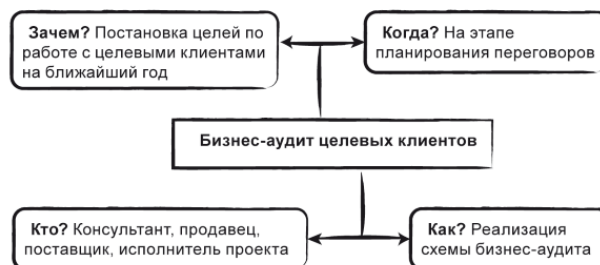 Зачем? Постановка целей по
работе с целевыми клиентами
на ближайший год
Когда? На этапе
планирования переговоров
Бизнес-аудит целевых клиентов
Кто? Консультант, продавец,
поставщик, исполнитель проекта
Как? Реализация
схемы бизнес-аудита